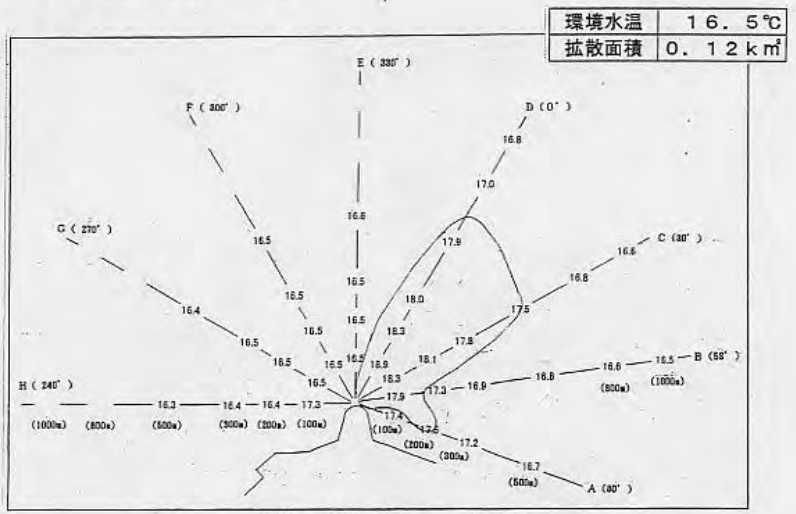 環境水温 16.5℃
拡散面積 0.12k㎡
E (330°)
F (300°)
D (0°)
16.8
17.0
16.6
G (270°)
16.5
17.9
C (30°)
16.6
16.8
16.4
16.5
16.5
18.0
17.5
16.5
16.5
16.5
18.3
17.8
16.5
16.5
16.5
18.9
18.1
16.5
18.3
B (58°)
16.5
16.6
16.8
16.9
17.3
17.9
(800m)
(1000m)
H (240°)
16.3
16.4
16.4
17.3
17.4
17.5
17.2
16.7
(1000m)
(800m)
(500m)
(300m)
(200m)
(100m)
(100m)
(200m)
(300m)
(500m)
A (80°)